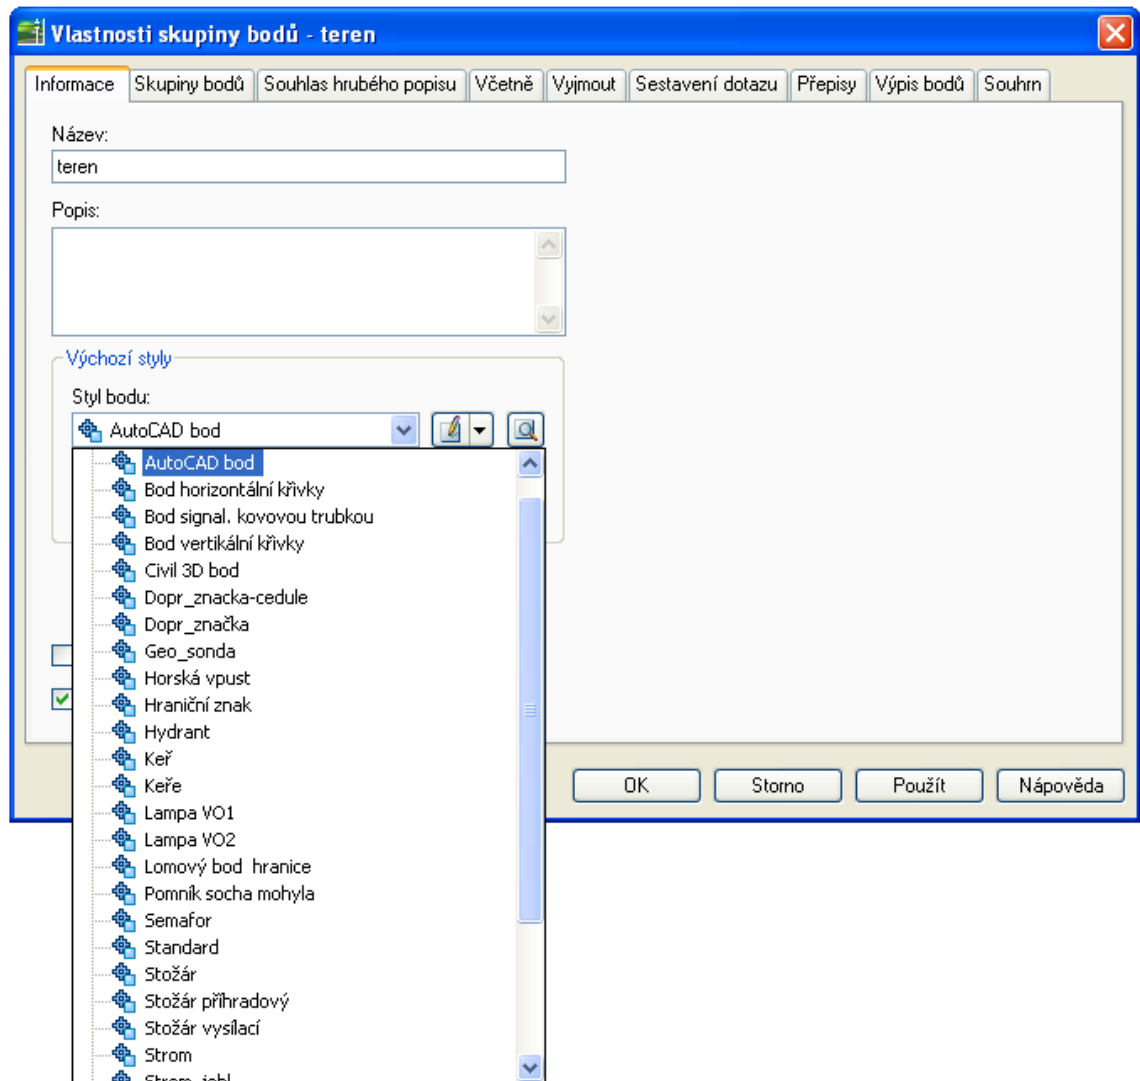 Vlastnosti skupiny bodů - teren
Informace Skupiny bodů Souhlas hrubého popisu Včetně Vyjmout Sestavení dotazu Přepisy Výpis bodů Souhrn
Název:
teren
Popis:
Výchozí styly
Styl bodu:
AutoCAD bod
AutoCAD bod
Bod horizontální křivky
Bod signal. kovovou trubkou
Bod vertikální křivky
Civil 3D bod
Dopr_znacka-cedule
Dopr_značka
Geo_sonda
Horská vpust
Hraniční znak
Hydrant
Keř
Keře
Lampa VO1
Lampa VO2
Lomový bod  hranice
Pomník socha mohyla
Semafor
Standard
Stožár
Stožár příhradový
Stožár vysílací
Strom
OK Storno Použít Nápověda